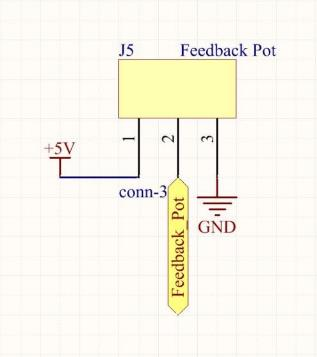 J5 Feedback Pot
1 2 3
+5V
conn-3
Feedback_Pot
GND